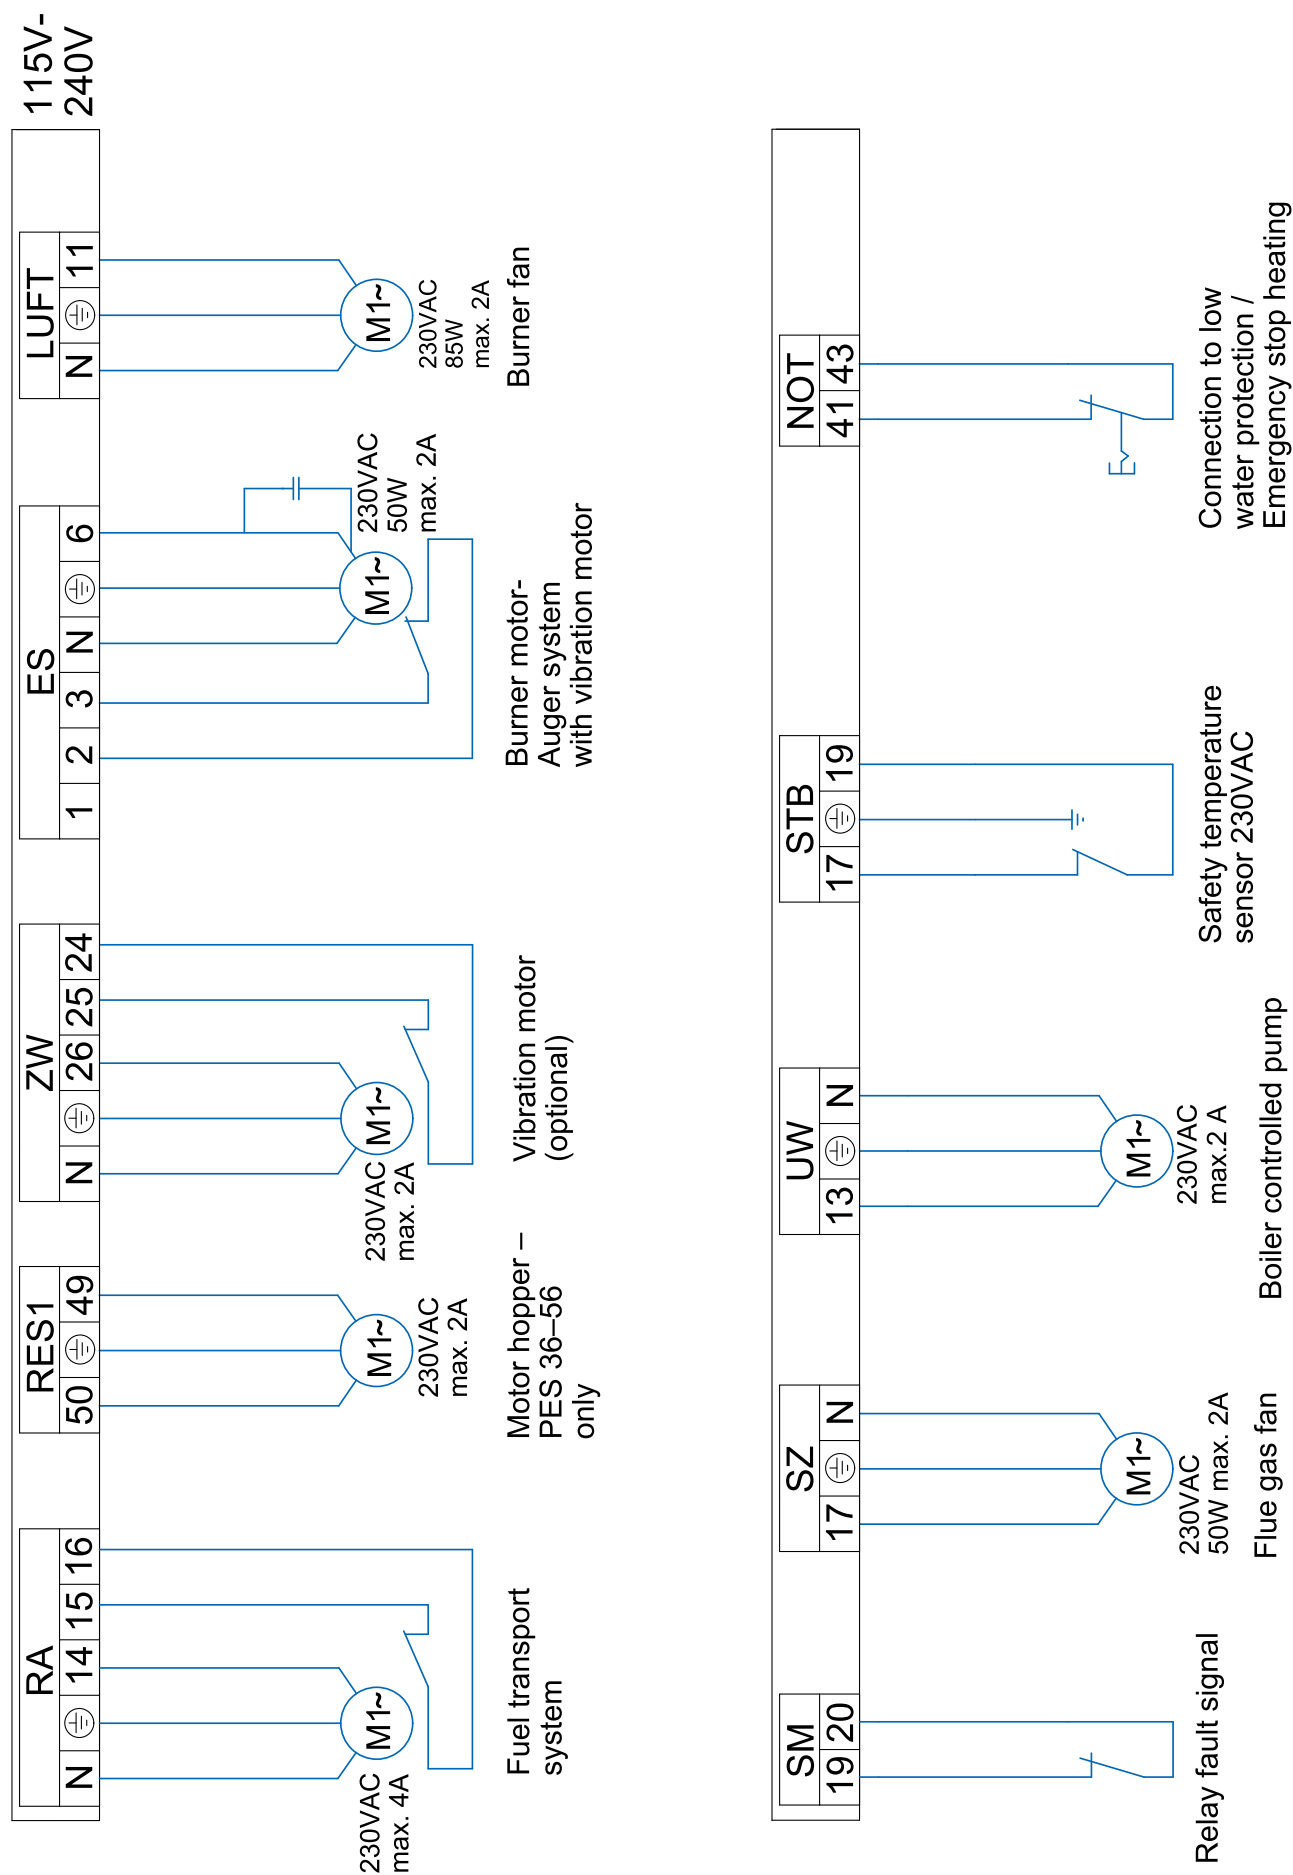 115V-
240V
RA
N 14 15 16
230VAC
max. 4A
M1~
Fuel transport
system
RES1
50 49
M1~
230VAC
max. 2A
Motor hopper –
PES 36–56
only
ZW
N 26 25 24
230VAC
max. 2A
M1~
Vibration motor
(optional)
ES
1 2 3 N 6
M1~
230VAC
50W
max. 2A
Burner motor-
Auger system
with vibration motor
LUFT
N 11
M1~
230VAC
85W
max. 2A
Burner fan
SM
19 20
Relay fault signal
SZ
17 N
M1~
230VAC
50W max. 2A
Flue gas fan
UW
13 N
M1~
230VAC
max.2 A
Boiler controlled pump
STB
17 19
Safety temperature
sensor 230VAC
NOT
41 43
Connection to low
water protection /
Emergency stop heating